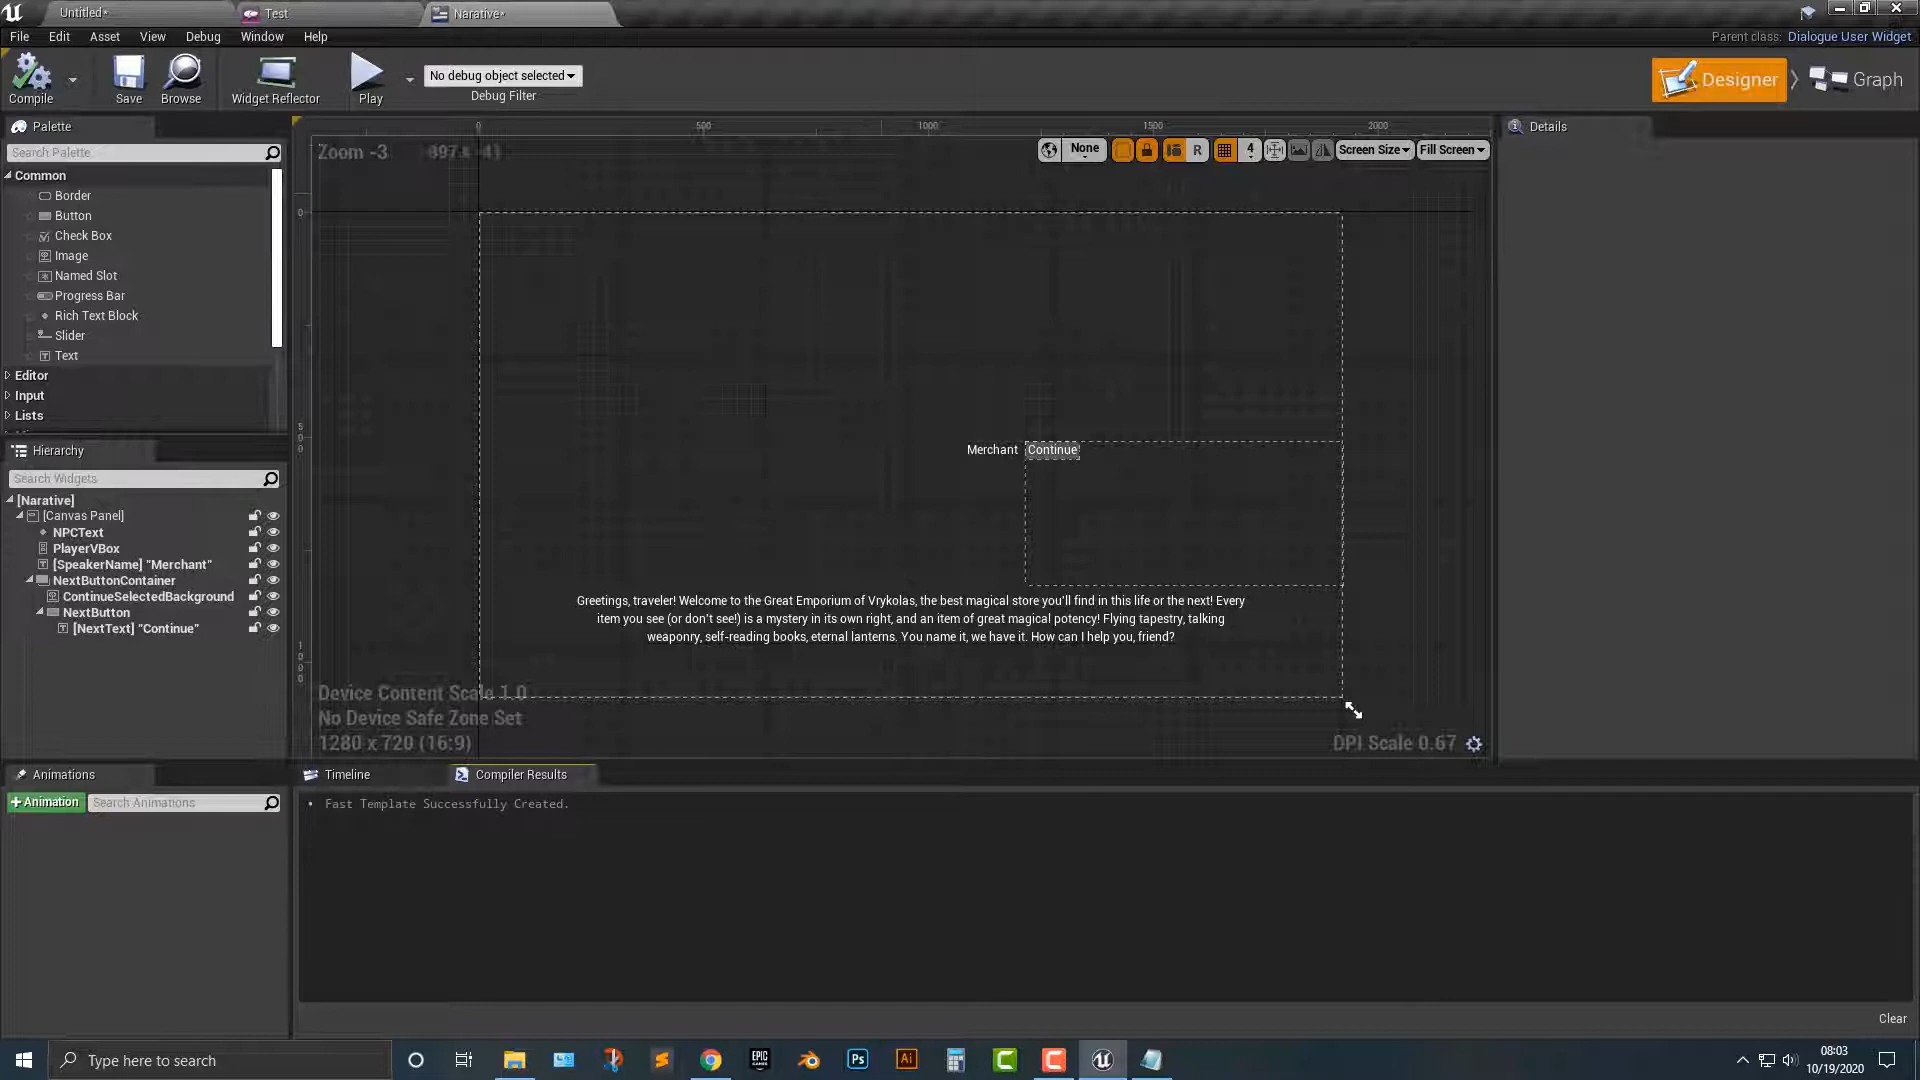 Untitled*
Test
Narative*
File Edit Asset View Debug Window Help
Parent class: Dialogue User Widget
Compile
Save
Browse
Widget Reflector
Play
No debug object selected
Debug Filter
Designer
Graph
Palette
Search Palette
Common
Border
Button
Check Box
Image
Named Slot
Progress Bar
Rich Text Block
Slider
Text
Editor
Input
Lists
Hierarchy
Search Widgets
[Narative]
[Canvas Panel]
NPCText
PlayerVBox
[SpeakerName] "Merchant"
NextButtonContainer
ContinueSelectedBackground
NextButton
[NextText] "Continue"
Animations
+Animation
Search Animations
0 500 1000 1500 2000
Zoom -3
None
R
4
Screen Size
Fill Screen
0
500
1000
Merchant
Continue
Greetings, traveler! Welcome to the Great Emporium of Vrykolas, the best magical store you'll find in this life or the next! Every
item you see (or don't see!) is a mystery in its own right, and an item of great magical potency! Flying tapestry, talking
weaponry, self-reading books, eternal lanterns. You name it, we have it. How can I help you, friend?
Device Content Scale 1.0
No Device Safe Zone Set
1280 x 720 (16:9)
DPI Scale 0.67
Details
Timeline
Compiler Results
Fast Template Successfully Created.
Clear
Type here to search
EPIC GAMES
Ps
Ai
08:03
10/19/2020